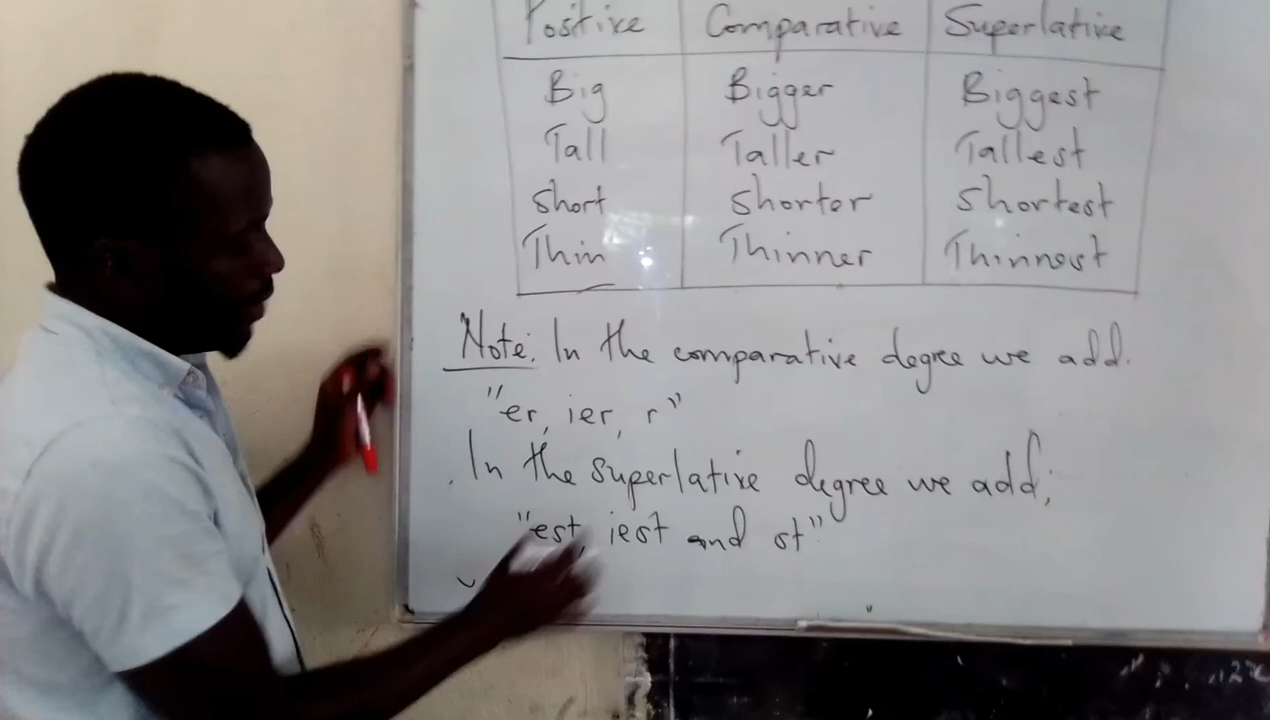 Positive Comparative Superlative
Big Bigger Biggest
Tall Taller Tallest
Short Shorter Shortest
Thin Thinner Thinnest
Note: In the comparative degree we add.
"er, ier, r"
. In the superlative degree we add;
"est, iest and st"